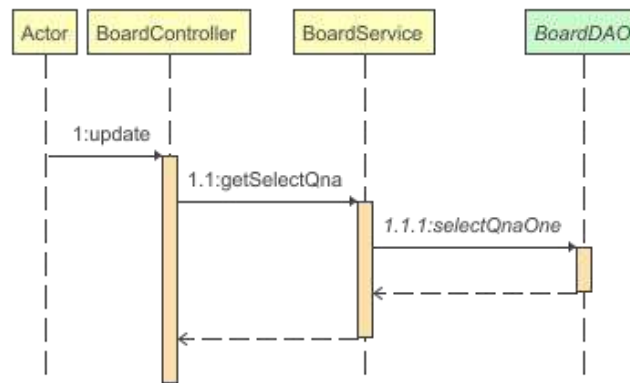 Actor
BoardController
BoardService
BoardDAO
1:update
1.1:getSelectQna
1.1.1:selectQnaOne